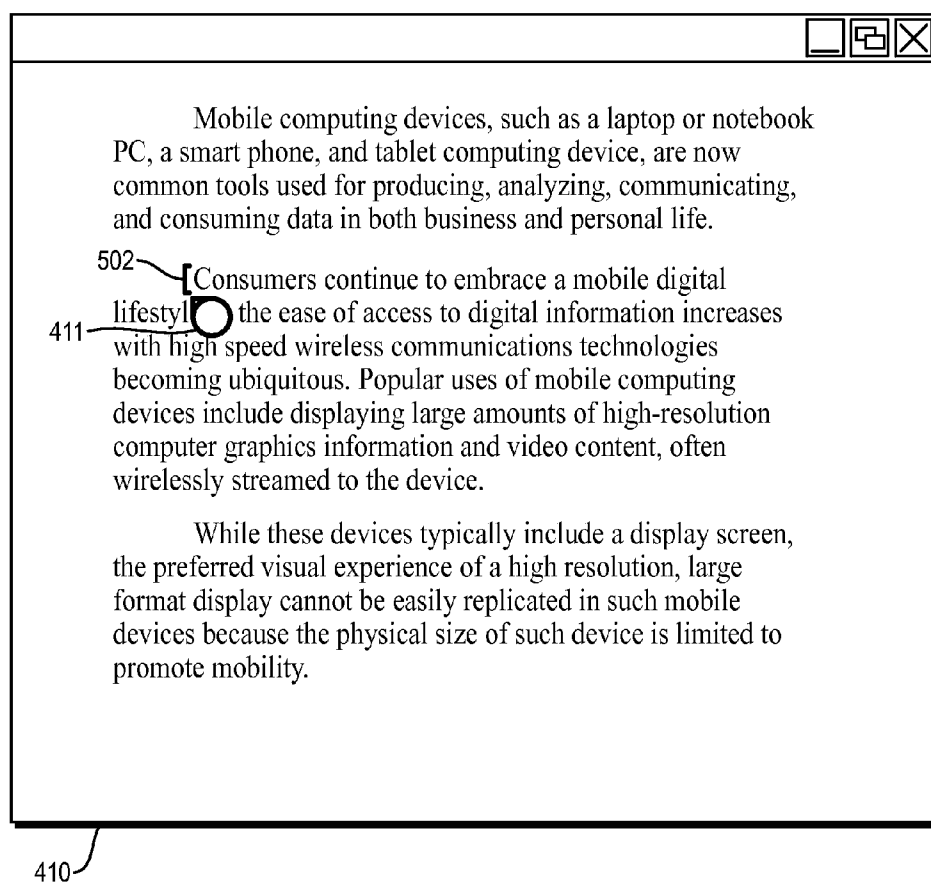 Mobile computing devices, such as a laptop or notebook
PC, a smart phone, and tablet computing device, are now
common tools used for producing, analyzing, communicating,
and consuming data in both business and personal life.
502
[Consumers continue to embrace a mobile digital
lifestyl the ease of access to digital information increases
411
with high speed wireless communications technologies
becoming ubiquitous. Popular uses of mobile computing
devices include displaying large amounts of high-resolution
computer graphics information and video content, often
wirelessly streamed to the device.
While these devices typically include a display screen,
the preferred visual experience of a high resolution, large
format display cannot be easily replicated in such mobile
devices because the physical size of such device is limited to
promote mobility.
410